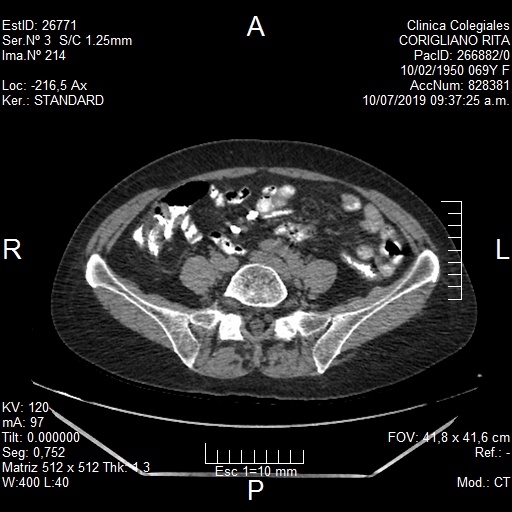 EstID: 26771
Ser.Nº 3 S/C 1.25mm
Ima.Nº 214
Loc: -216,5 Ax
Ker.: STANDARD
A
Clinica Colegiales
CORIGLIANO RITA
PacID: 266882/0
10/02/1950 069Y F
AccNum: 828381
10/07/2019 09:37:25 a.m.
R
L
KV: 120
mA: 97
Tilt: 0.000000
Seg: 0,752
Matriz 512 x 512 Thk: 1.3
W:400 L:40
Esc 1=10 mm
P
FOV: 41,8 x 41,6 cm
Ref.: -
Mod.: CT